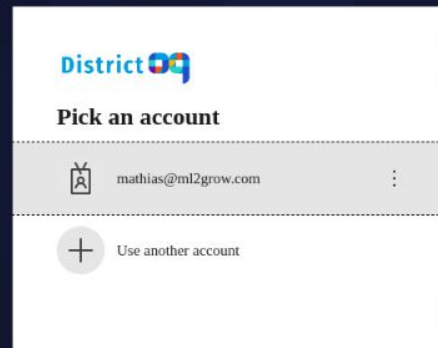 District 09
Pick an account
mathias@ml2grow.com
Use another account